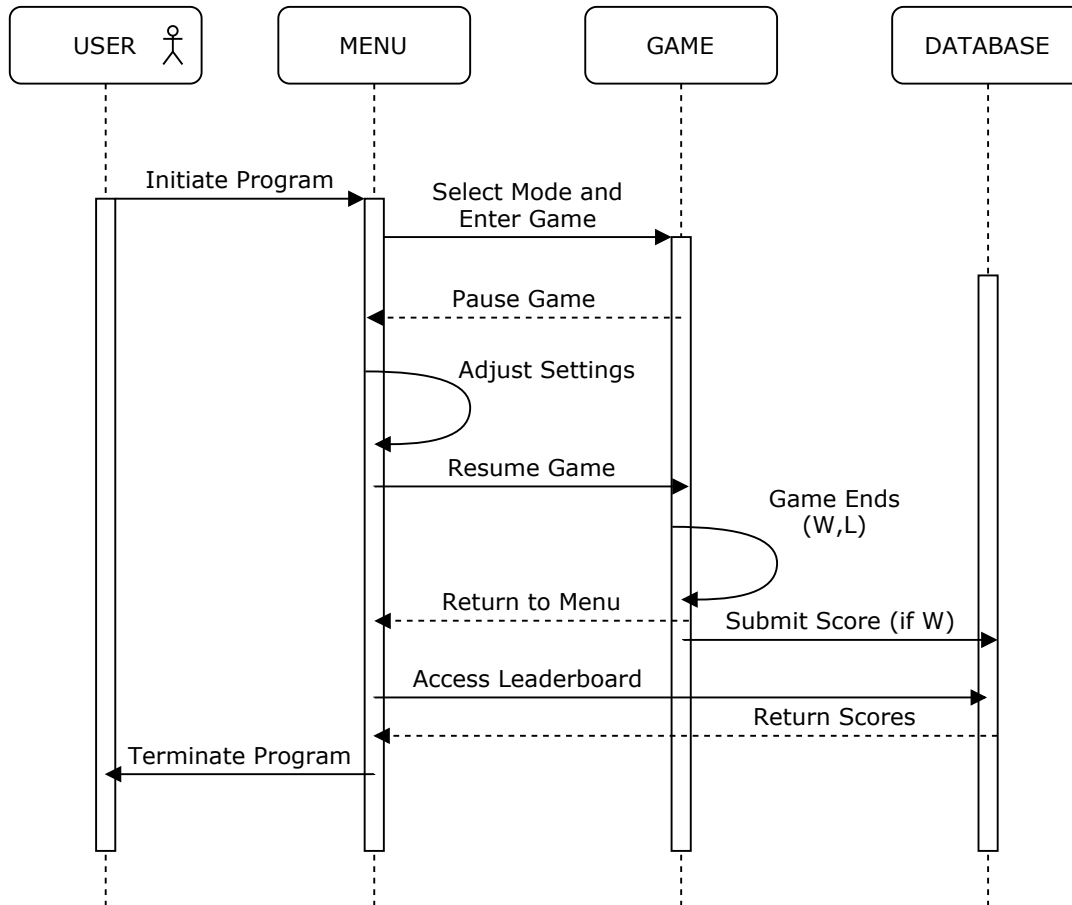 USER
MENU
GAME
DATABASE
Initiate Program
Select Mode and
Enter Game
Pause Game
Adjust Settings
Resume Game
Game Ends
(W,L)
Return to Menu
Submit Score (if W)
Access Leaderboard
Return Scores
Terminate Program